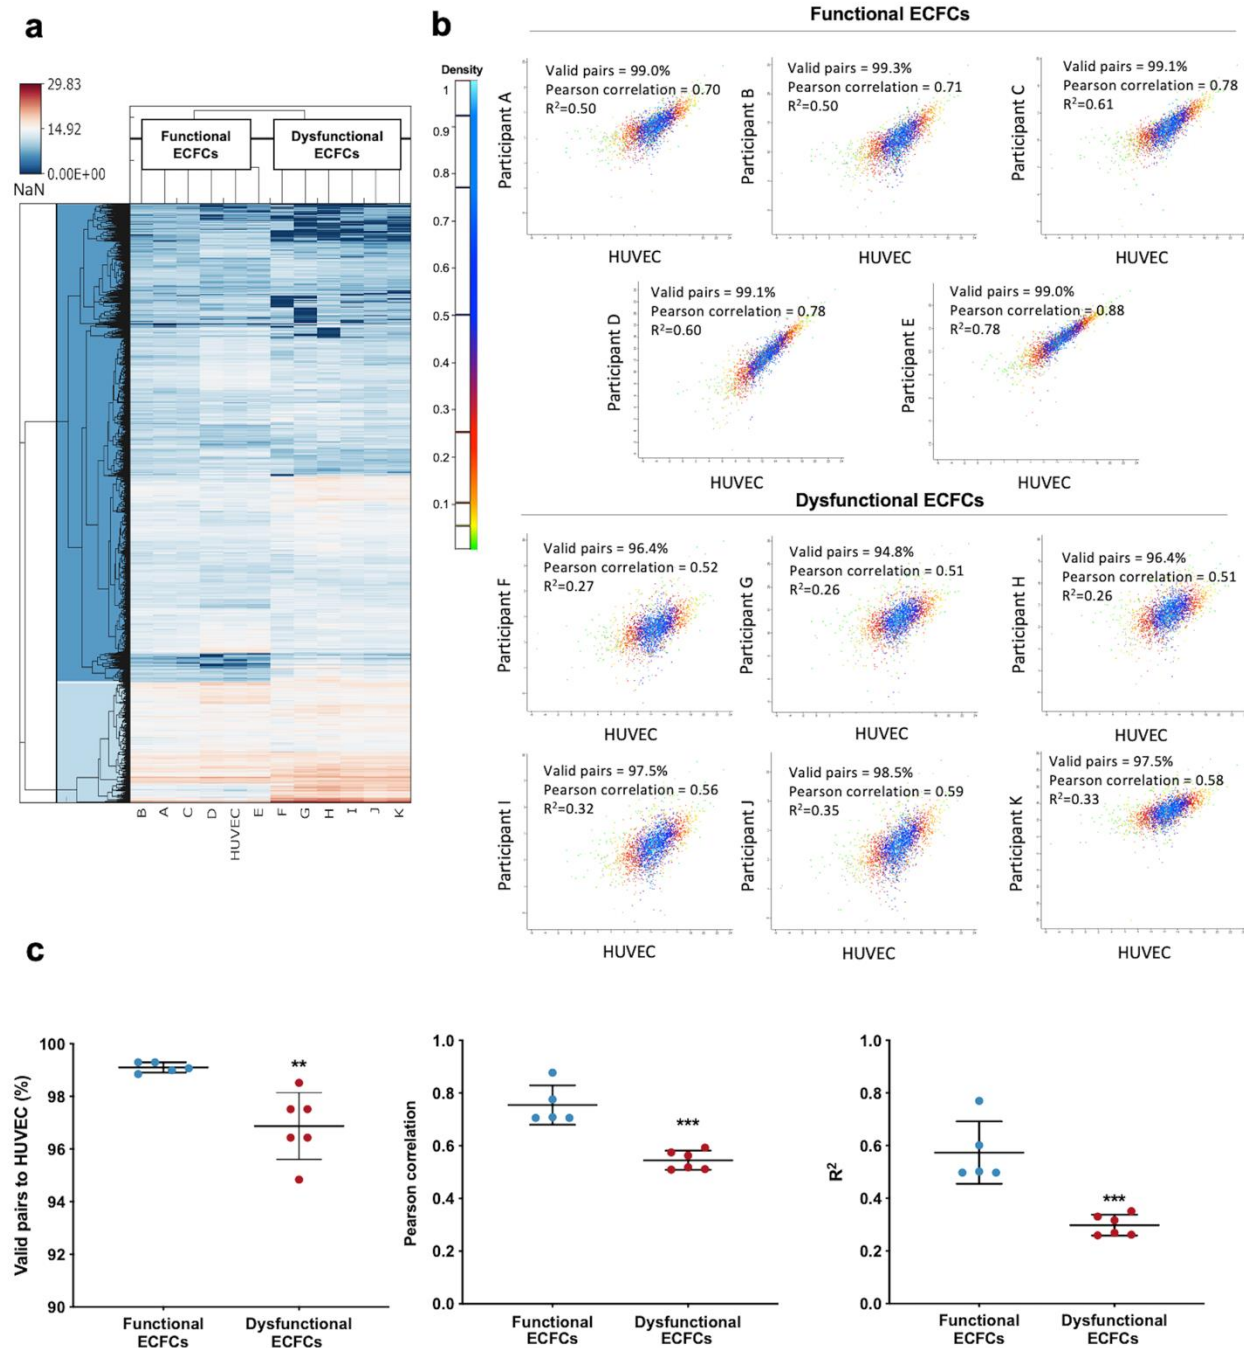 a
29.83
14.92
0.00E+00
NaN
Functional
ECFCs
Dysfunctional
ECFCs
B
A
C
D
HUVEC
E
F
G
H
I
J
K
b
Functional ECFCs
Density
1
0.9
0.8
0.7
0.6
0.5
0.4
0.3
0.2
0.1
Valid pairs = 99.0%
Pearson correlation = 0.70
R²=0.50
Participant A
HUVEC
Valid pairs = 99.3%
Pearson correlation = 0.71
R²=0.50
Participant B
HUVEC
Valid pairs = 99.1%
Pearson correlation = 0.78
R²=0.61
Participant C
HUVEC
Valid pairs = 99.1%
Pearson correlation = 0.78
R²=0.60
Participant D
HUVEC
Valid pairs = 99.0%
Pearson correlation = 0.88
R²=0.78
Participant E
HUVEC
Dysfunctional ECFCs
Valid pairs = 96.4%
Pearson correlation = 0.52
R²=0.27
Participant F
HUVEC
Valid pairs = 94.8%
Pearson correlation = 0.51
R²=0.26
Participant G
HUVEC
Valid pairs = 96.4%
Pearson correlation = 0.51
R²=0.26
Participant H
HUVEC
Valid pairs = 97.5%
Pearson correlation = 0.56
R²=0.32
Participant I
HUVEC
Valid pairs = 98.5%
Pearson correlation = 0.59
R²=0.35
Participant J
HUVEC
Valid pairs = 97.5%
Pearson correlation = 0.58
R²=0.33
Participant K
HUVEC
c
Valid pairs to HUVEC (%)
100
98
96
94
92
90
**
Functional
ECFCs
Dysfunctional
ECFCs
Pearson correlation
1.0
0.8
0.6
0.4
0.2
0.0
***
Functional
ECFCs
Dysfunctional
ECFCs
R²
1.0
0.8
0.6
0.4
0.2
0.0
***
Functional
ECFCs
Dysfunctional
ECFCs